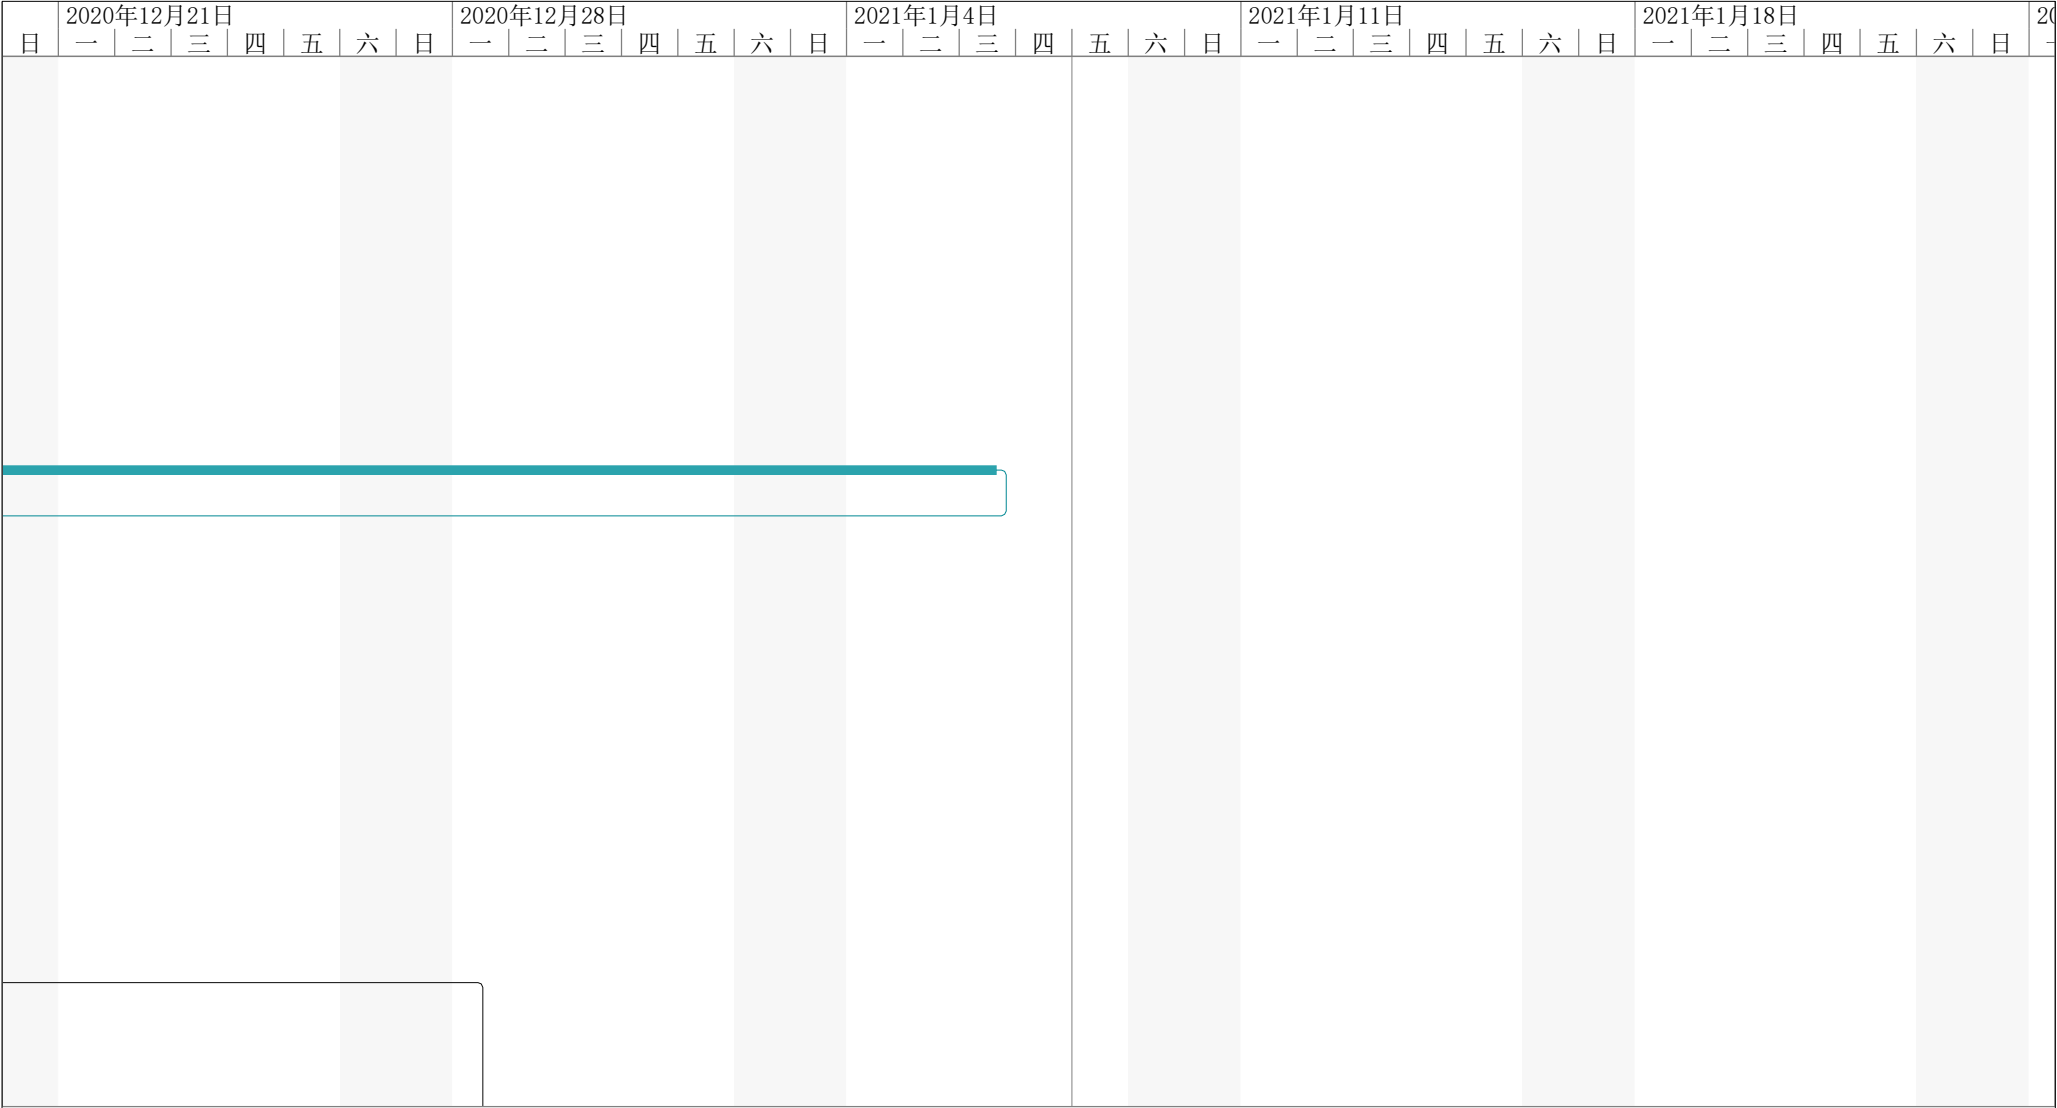 2020年12月21日 2020年12月28日 2021年1月4日 2021年1月11日 2021年1月18日 20
日 一 二 三 四 五 六 日 一 二 三 四 五 六 日 一 二 三 四 五 六 日 一 二 三 四 五 六 日 一 二 三 四 五 六 日